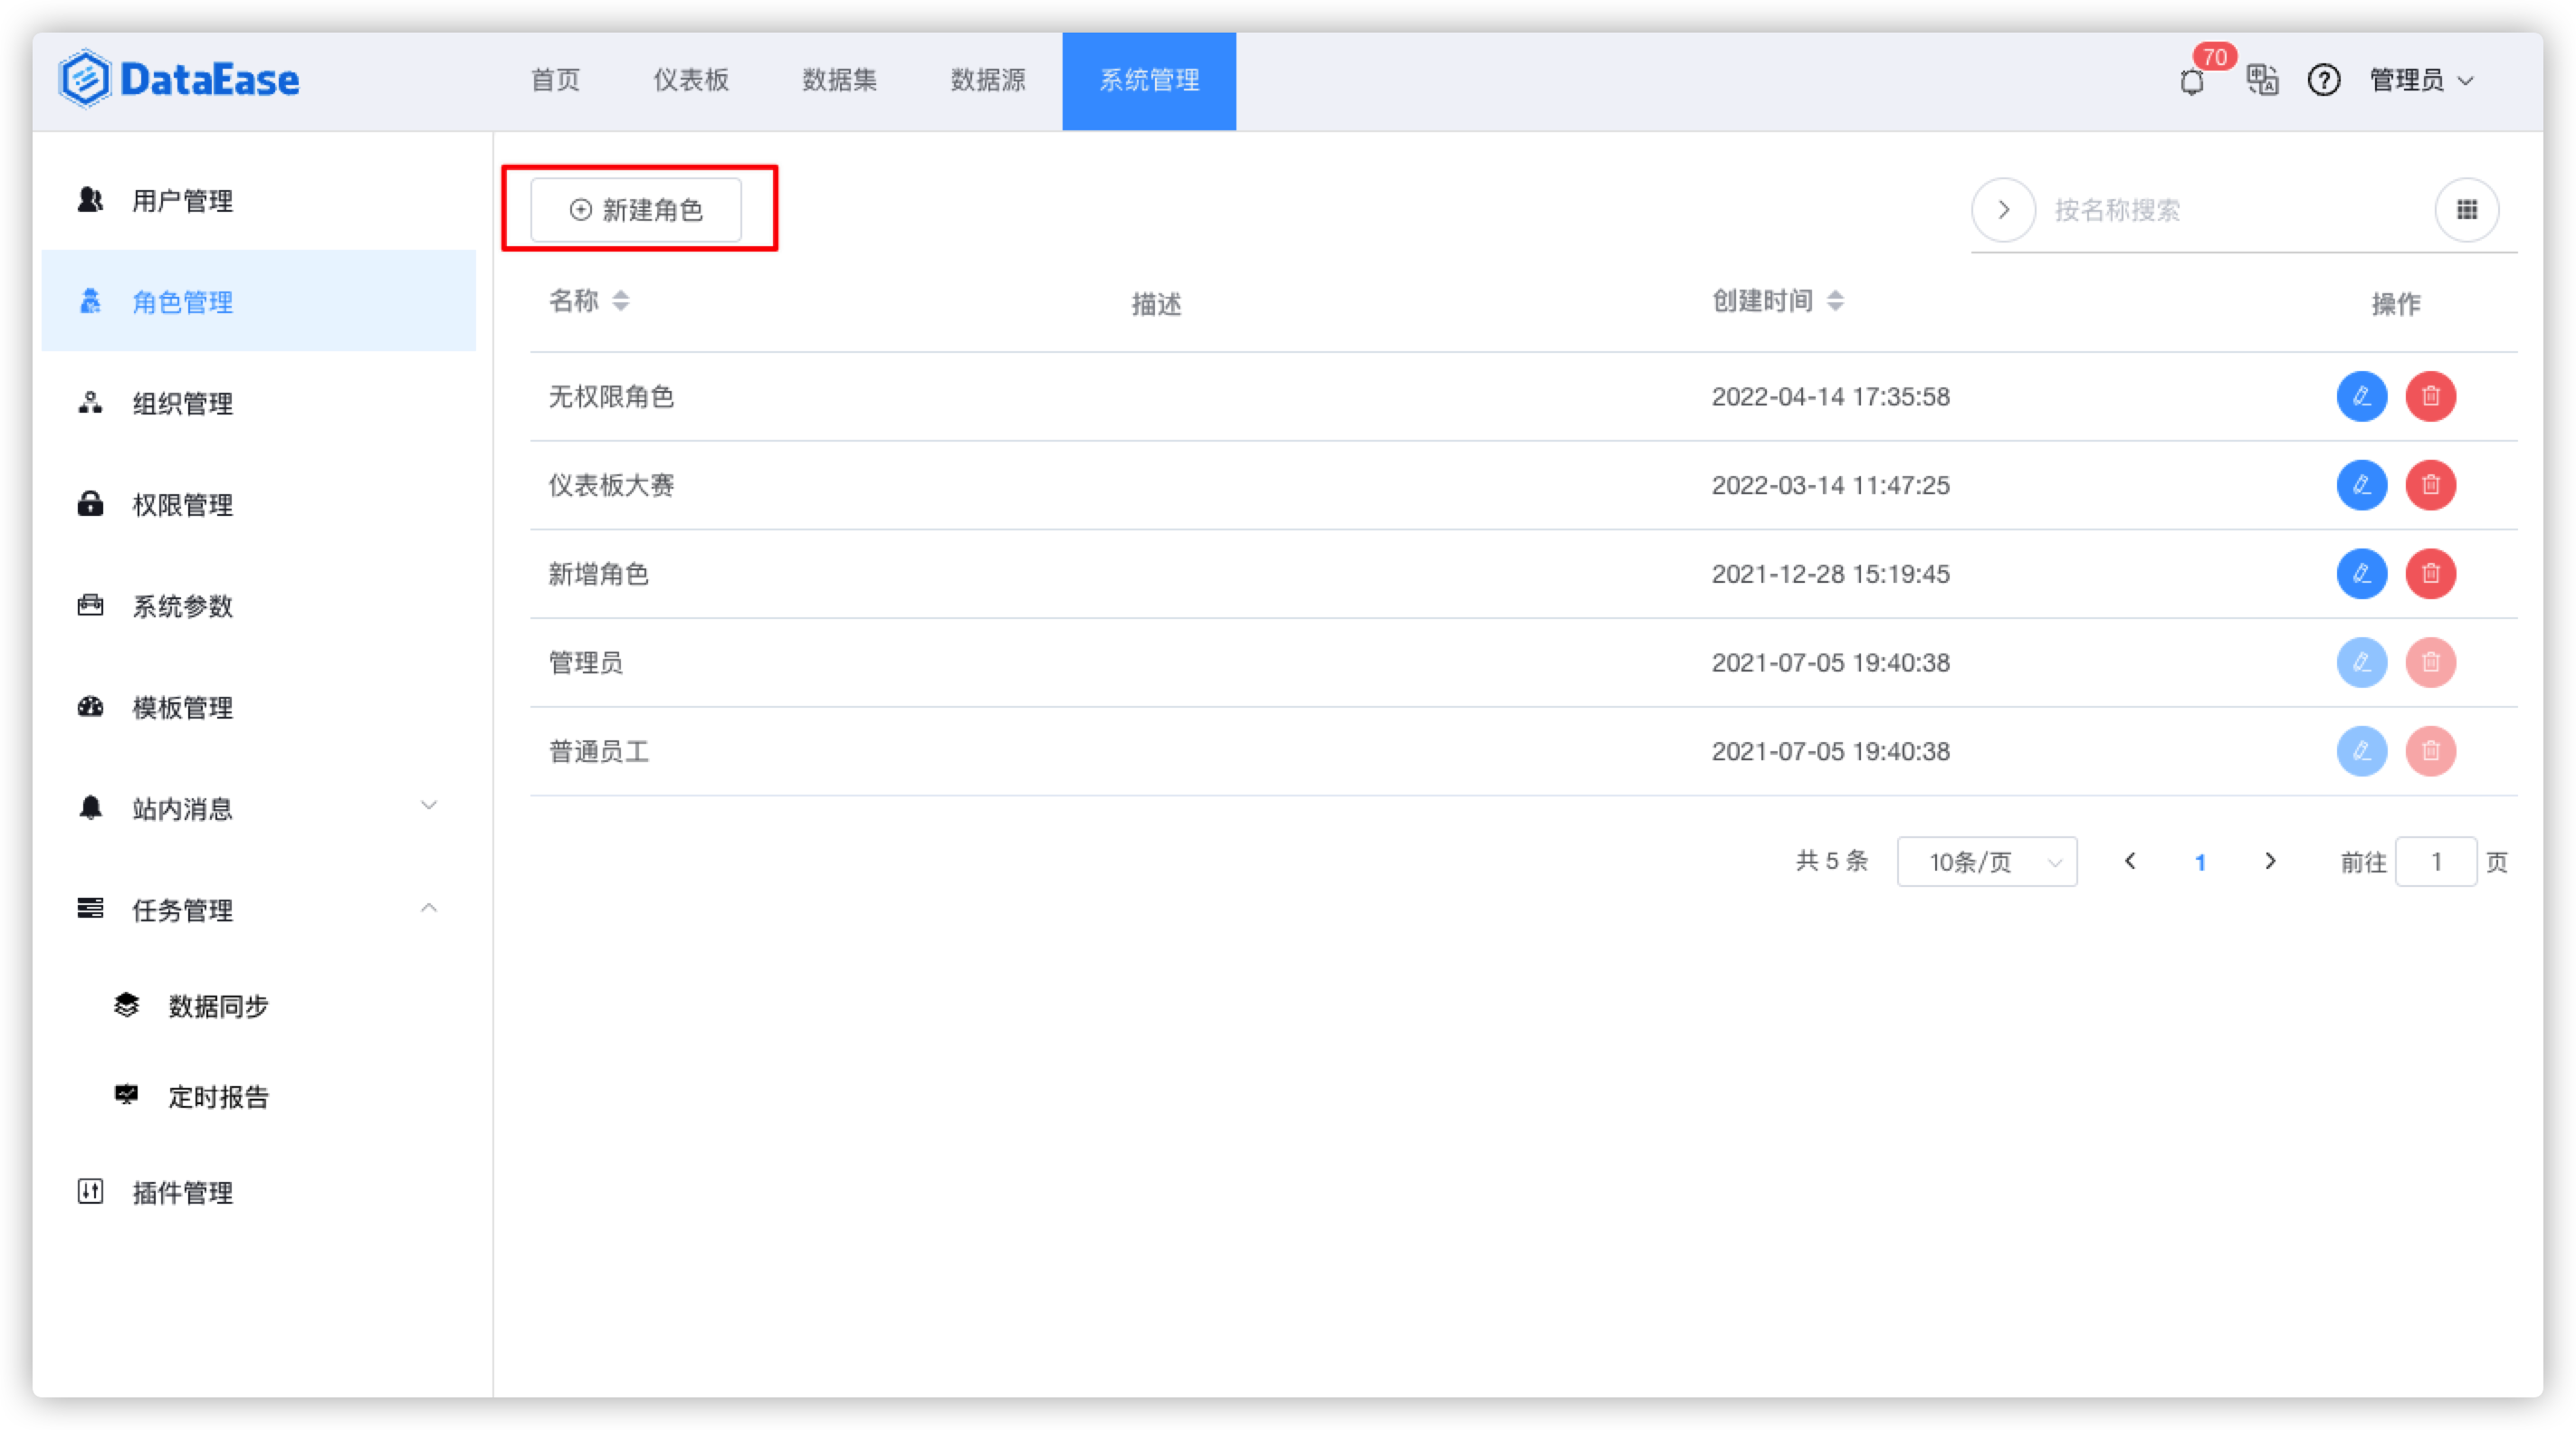 DataEase 首页 仪表板 数据集 数据源 系统管理 70 管理员
用户管理
角色管理
组织管理
权限管理
系统参数
模板管理
站内消息
任务管理
数据同步
定时报告
插件管理
新建角色 按名称搜索
名称 描述 创建时间 操作
无权限角色 2022-04-14 17:35:58
仪表板大赛 2022-03-14 11:47:25
新增角色 2021-12-28 15:19:45
管理员 2021-07-05 19:40:38
普通员工 2021-07-05 19:40:38
共 5 条 10条/页 1 前往 1 页